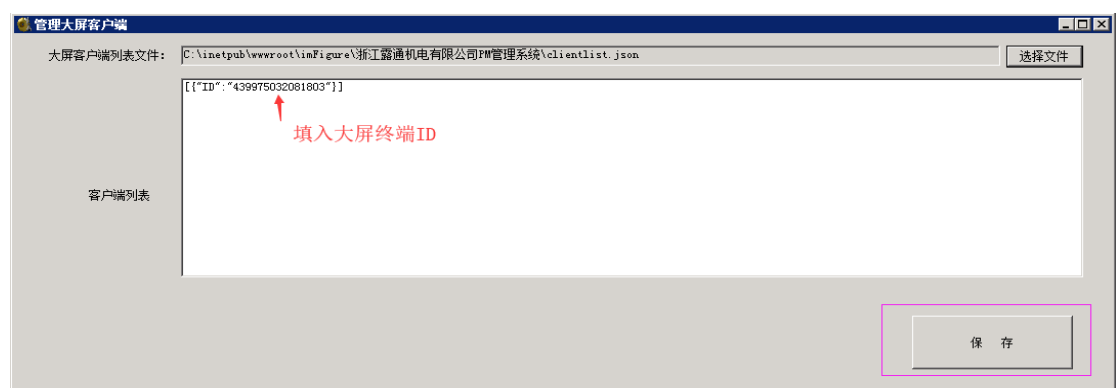 管理大屏客户端
大屏客户端列表文件: C:\inetpub\wwwroot\imFigure\浙江露通机电有限公司PM管理系统\clientlist.json 选择文件
[{"ID":"439975032081803"}]
填入大屏终端ID
客户端列表
保 存